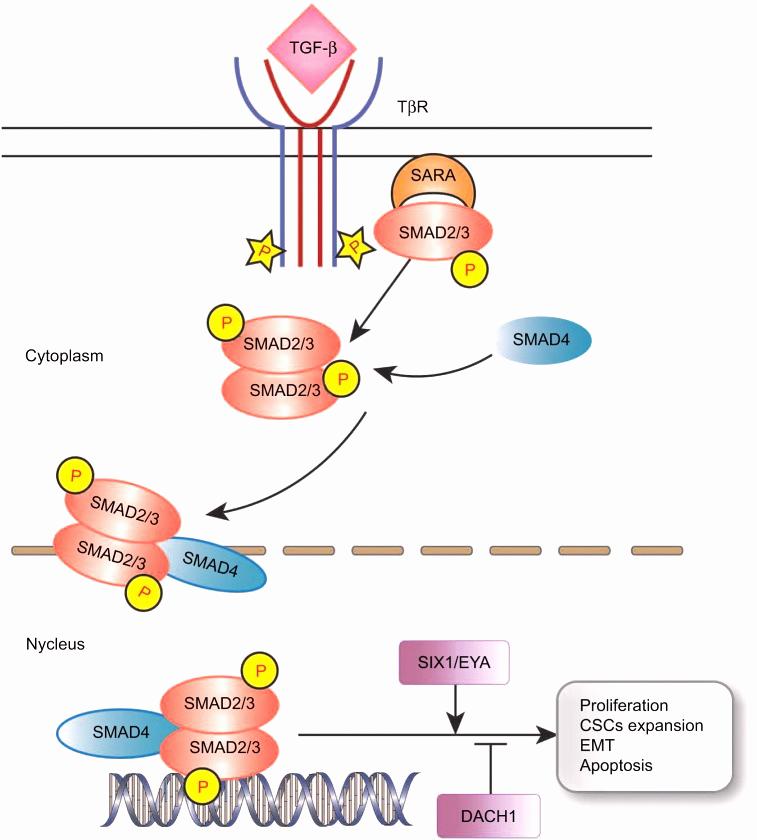 TGF-β
TβR
SARA
SMAD2/3
P
P
P
P
SMAD2/3
SMAD4
Cytoplasm
SMAD2/3
P
P
SMAD2/3
SMAD2/3
SMAD4
P
Nycleus
SIX1/EYA
P
SMAD2/3
SMAD4
SMAD2/3
P
Proliferation
CSCs expansion
EMT
Apoptosis
DACH1